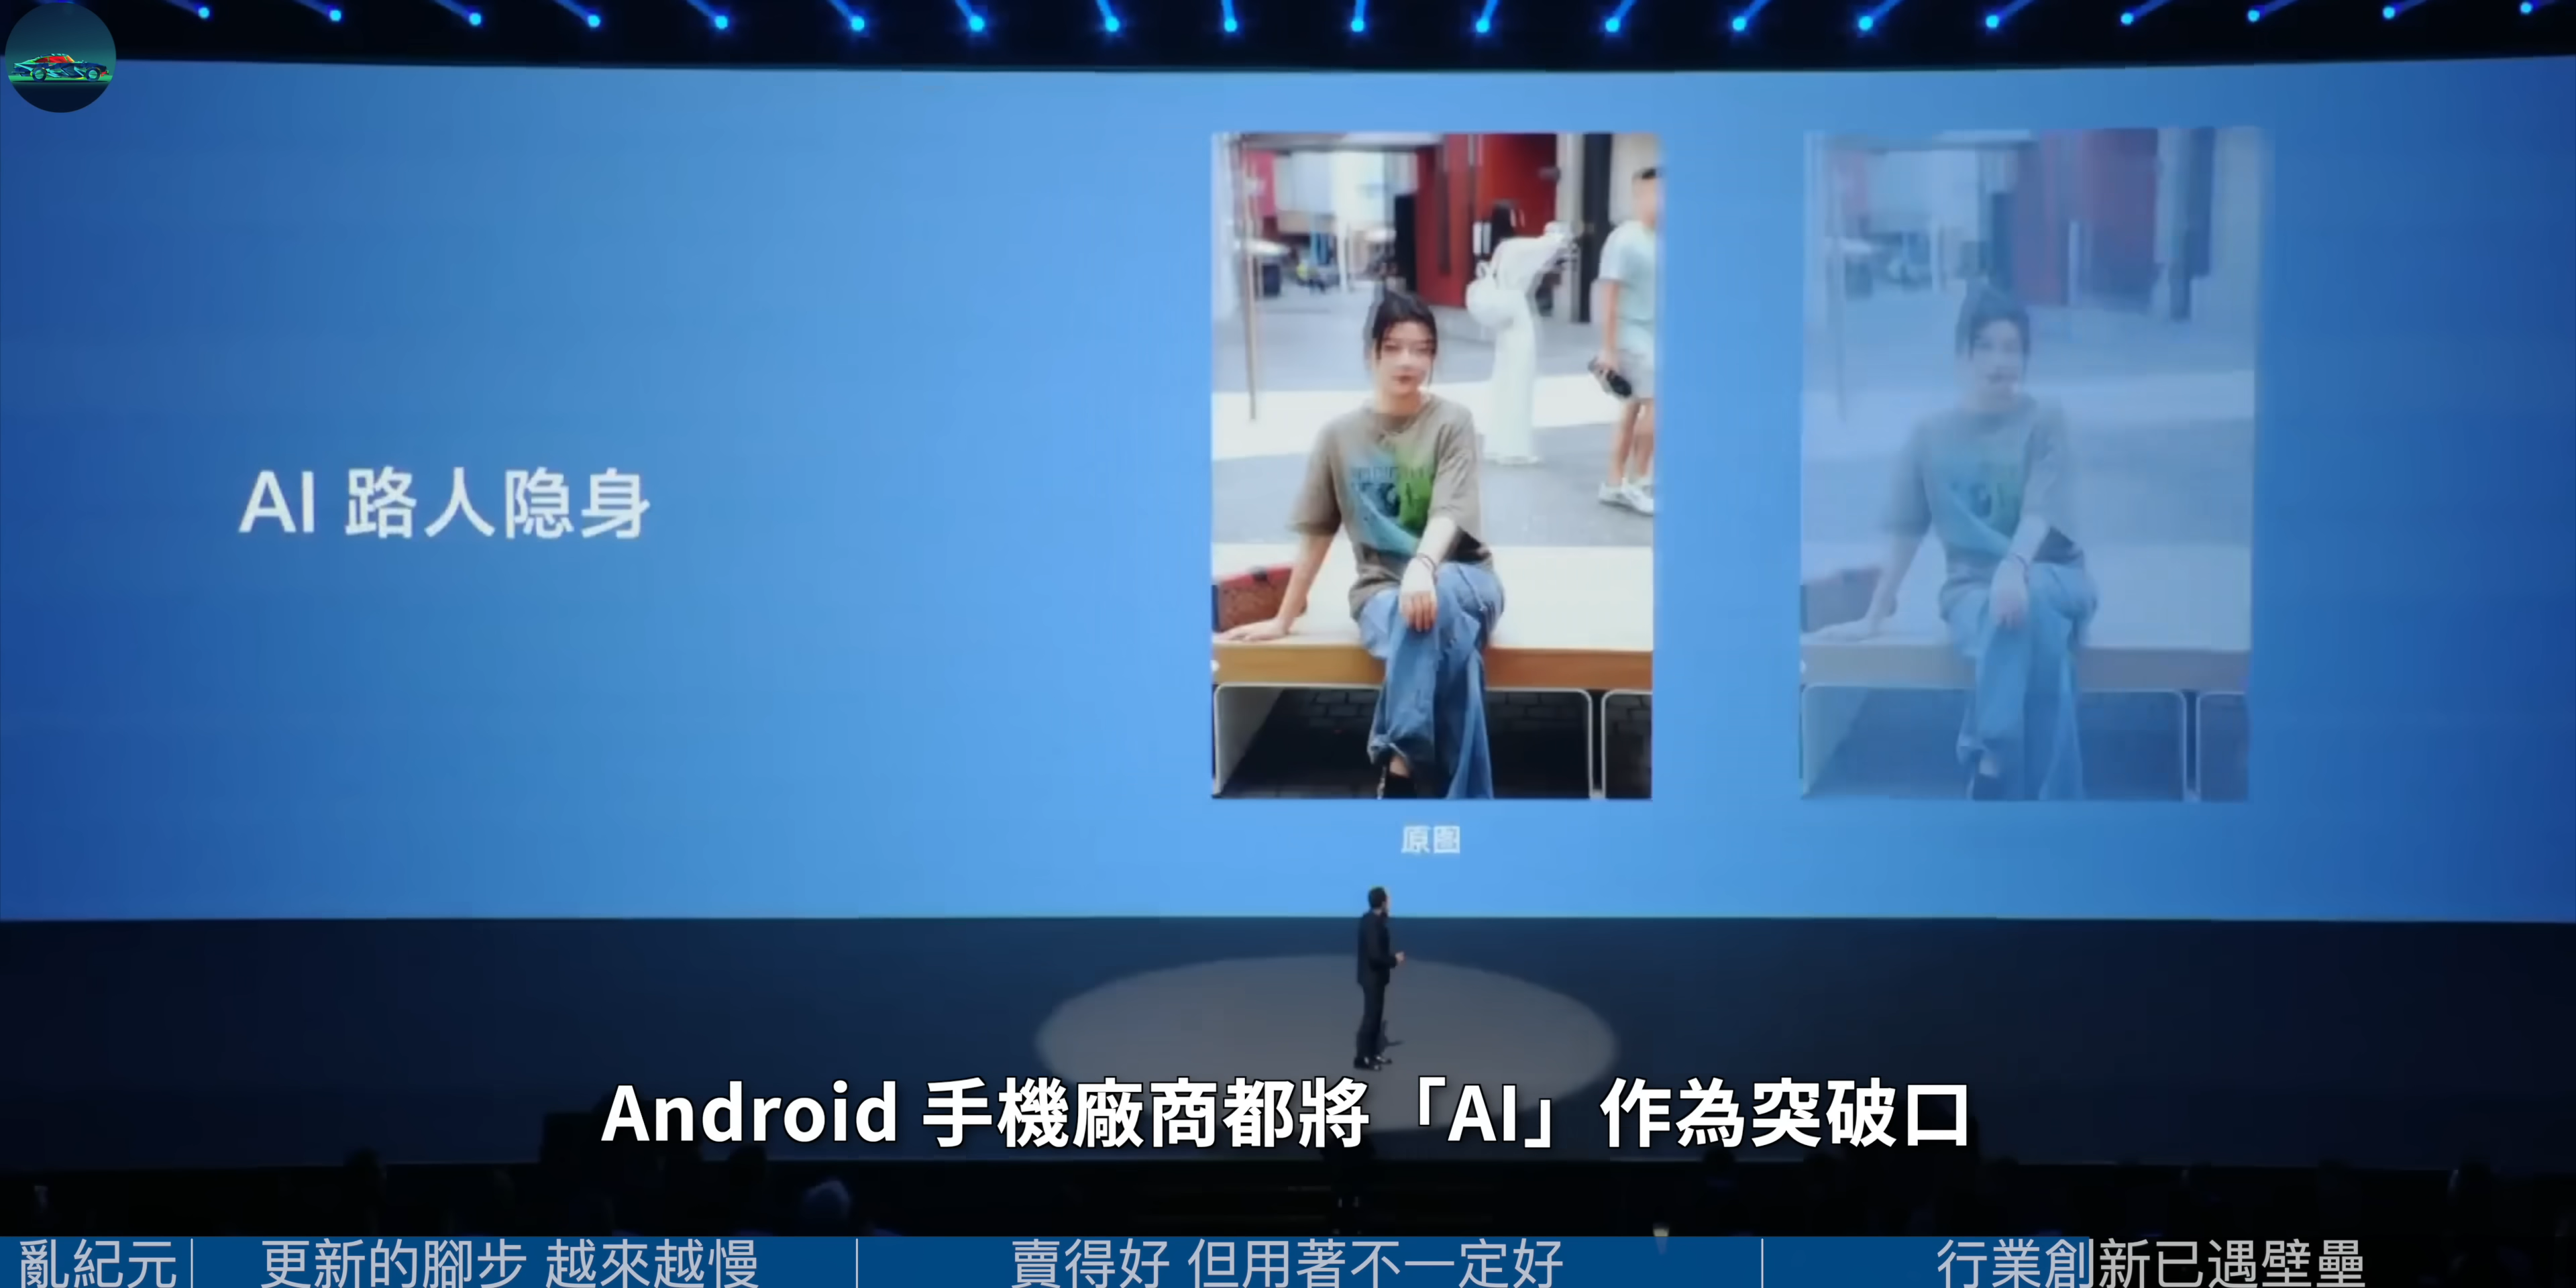 AI 路人隐身
原图
Android 手機廠商都將「AI」作為突破口
亂紀元
更新的腳步 越來越慢
賣得好 但用著不一定好
行業創新已遇壁壘